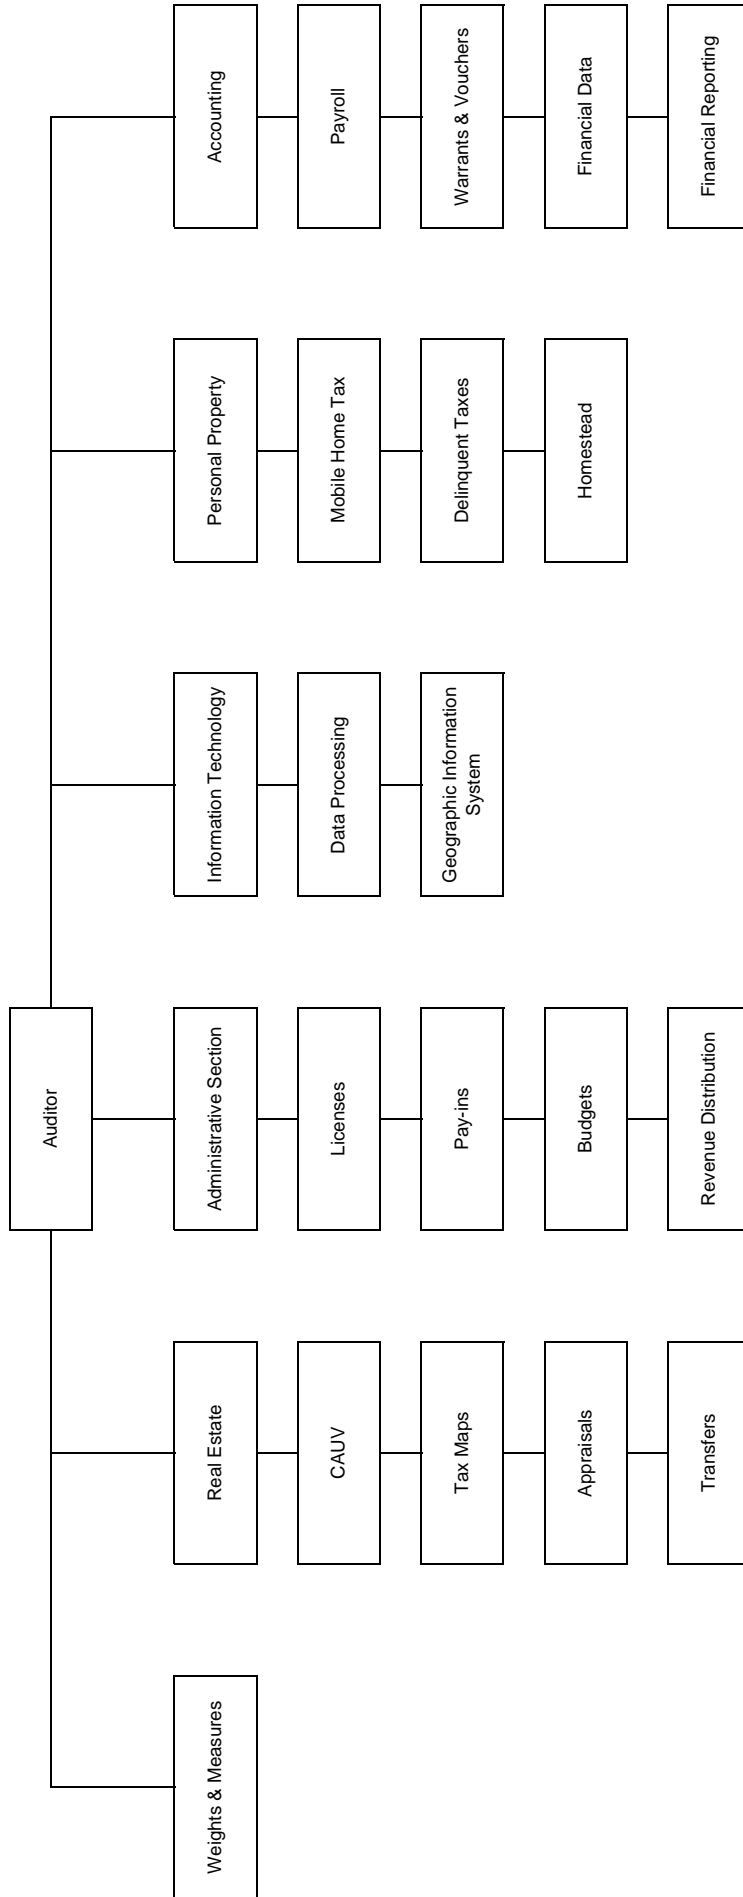 Auditor
Weights & Measures
Real Estate
CAUV
Tax Maps
Appraisals
Transfers
Administrative Section
Licenses
Pay-ins
Budgets
Revenue Distribution
Information Technology
Data Processing
Geographic Information
System
Personal Property
Mobile Home Tax
Delinquent Taxes
Homestead
Accounting
Payroll
Warrants & Vouchers
Financial Data
Financial Reporting